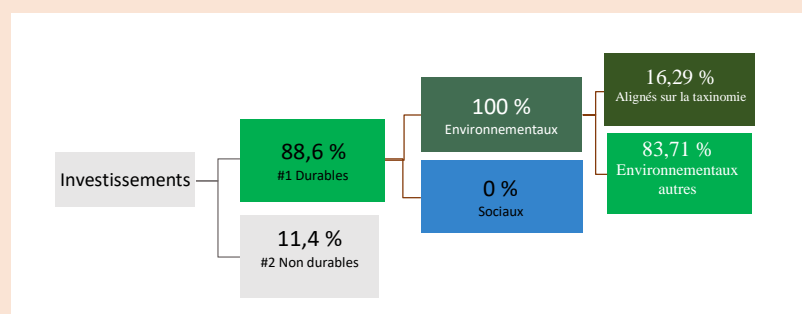 Investissements
88,6 %
#1 Durables
11,4 %
#2 Non durables
100 %
Environnementaux
0 %
Sociaux
16,29 %
Alignés sur la taxinomie
83,71 %
Environnementaux
autres